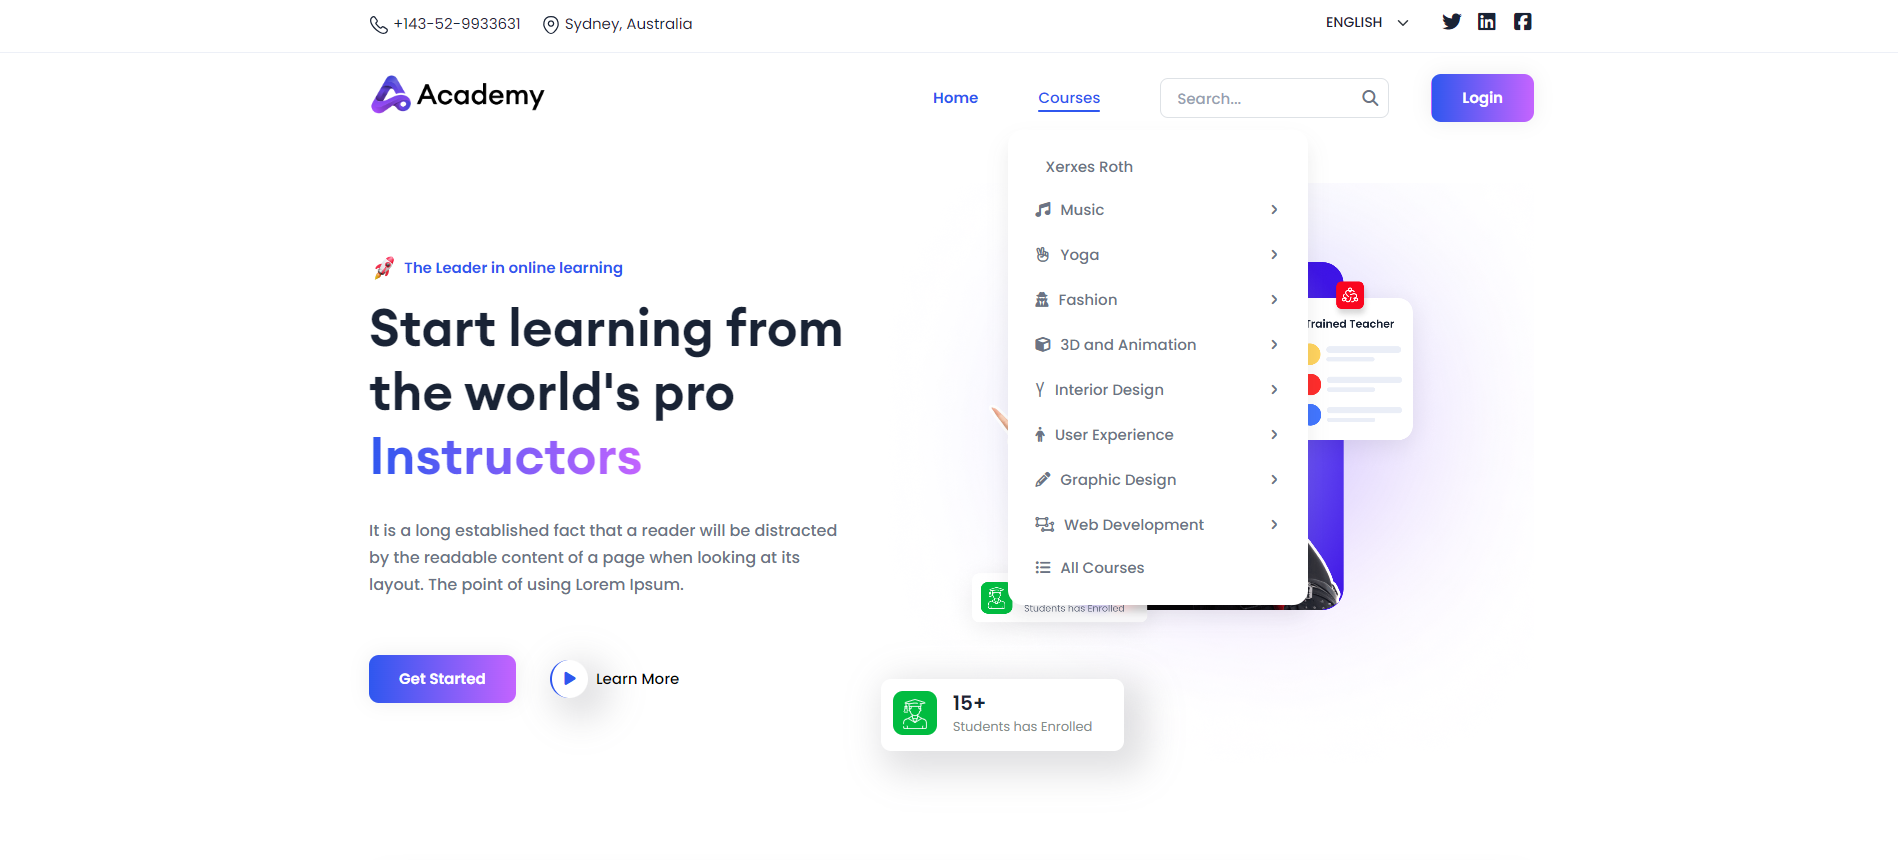 +143-52-9933631
Sydney, Australia
ENGLISH
Academy
Home
Courses
Search...
Login
Xerxes Roth
Music
Yoga
Fashion
3D and Animation
Interior Design
User Experience
Graphic Design
Web Development
All Courses
The Leader in online learning
Start learning from
the world's pro
Instructors
It is a long established fact that a reader will be distracted
by the readable content of a page when looking at its
layout. The point of using Lorem Ipsum.
Get Started
Learn More
Trained Teacher
Students has Enrolled
15+
Students has Enrolled